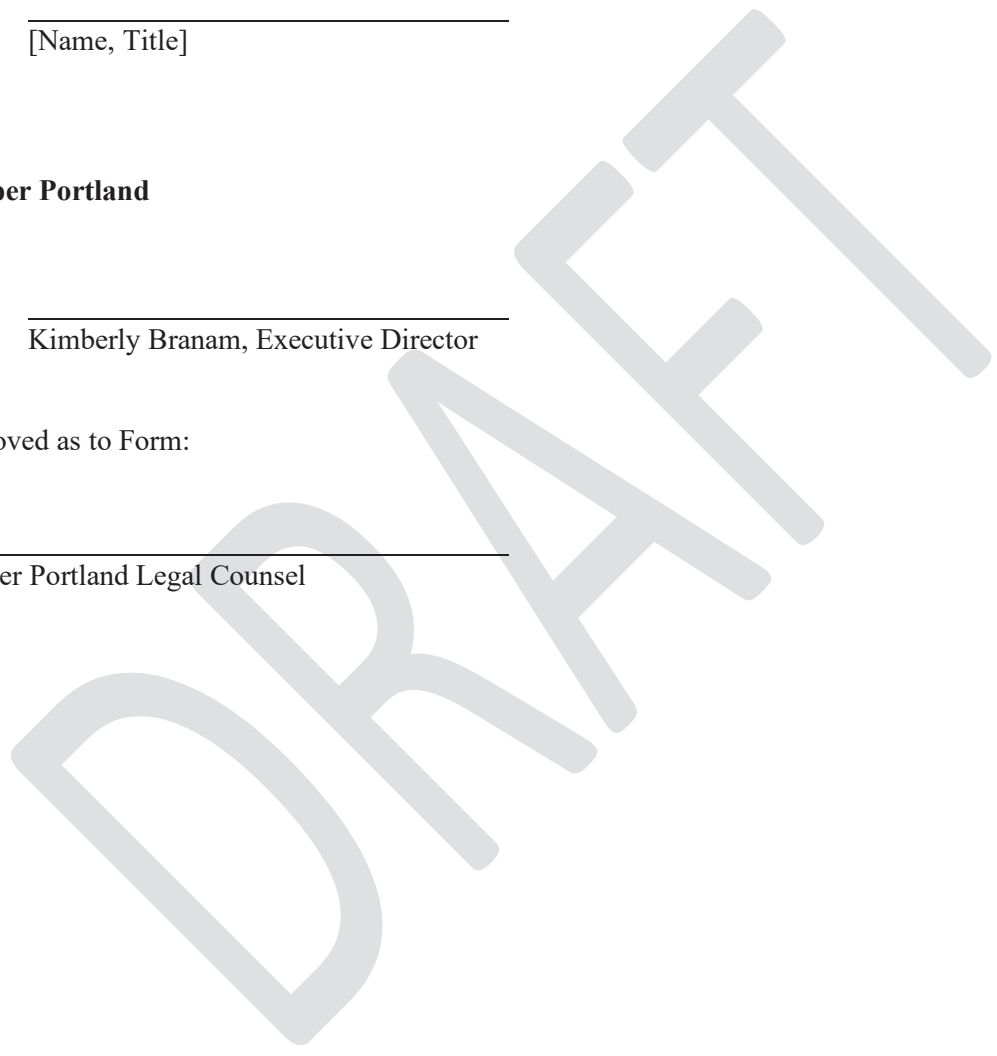 [Name, Title]
per Portland
Kimberly Branam, Executive Director
oved as to Form:
er Portland Legal Counsel
DRAFT